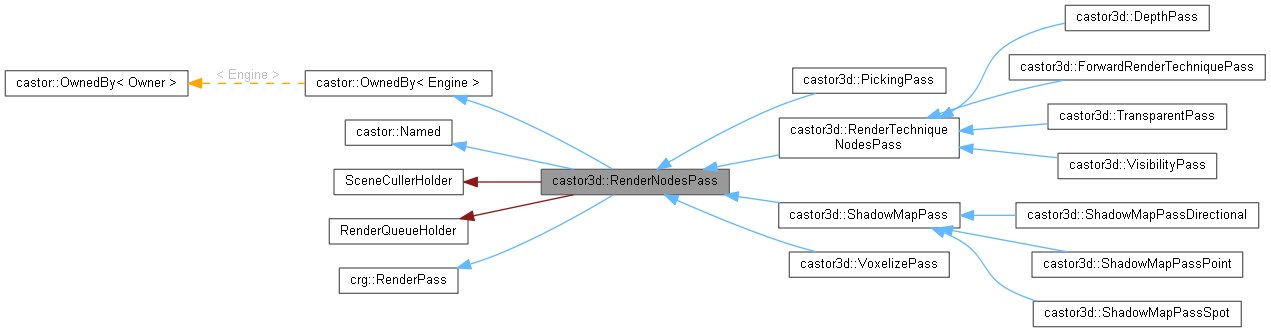 castor::OwnedBy< Owner >
< Engine >
castor::OwnedBy< Engine >
castor::Named
SceneCullerHolder
RenderQueueHolder
crg::RenderPass
castor3d::RenderNodesPass
castor3d::PickingPass
castor3d::RenderTechnique
NodesPass
castor3d::ShadowMapPass
castor3d::VoxelizePass
castor3d::DepthPass
castor3d::ForwardRenderTechniquePass
castor3d::TransparentPass
castor3d::VisibilityPass
castor3d::ShadowMapPassDirectional
castor3d::ShadowMapPassPoint
castor3d::ShadowMapPassSpot